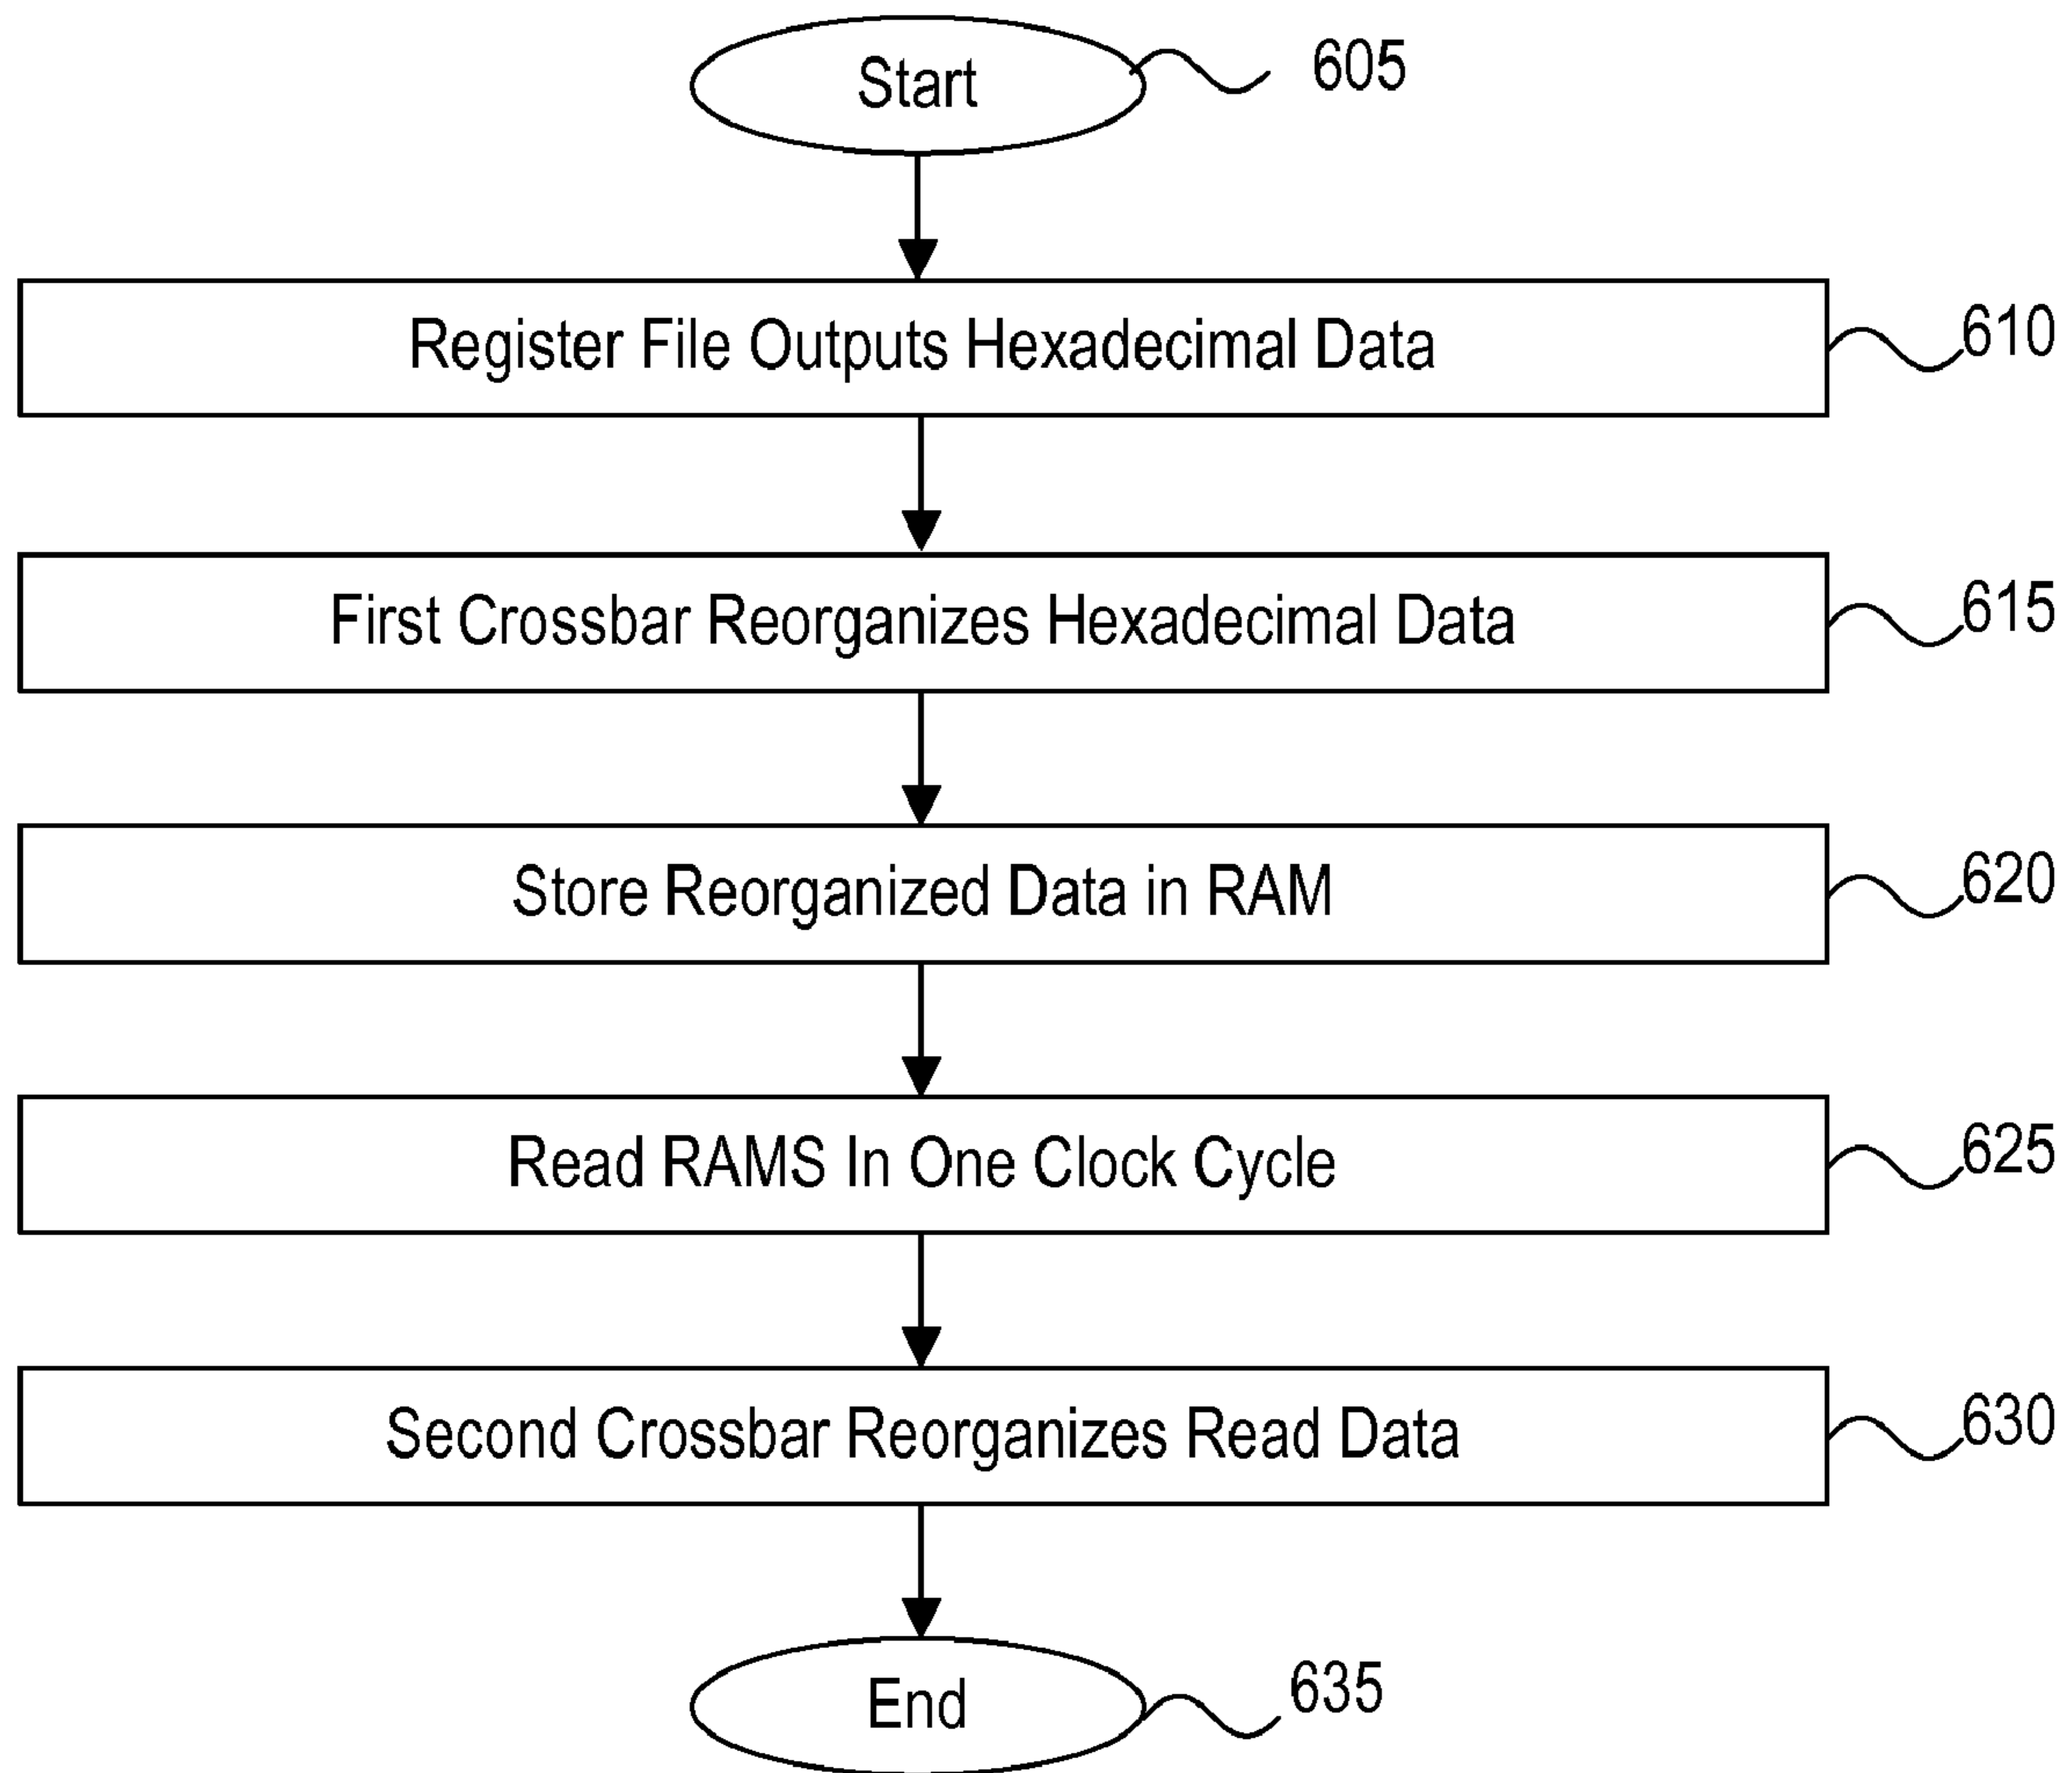 Start 605
Register File Outputs Hexadecimal Data 610
First Crossbar Reorganizes Hexadecimal Data 615
Store Reorganized Data in RAM 620
Read RAMS In One Clock Cycle 625
Second Crossbar Reorganizes Read Data 630
End 635